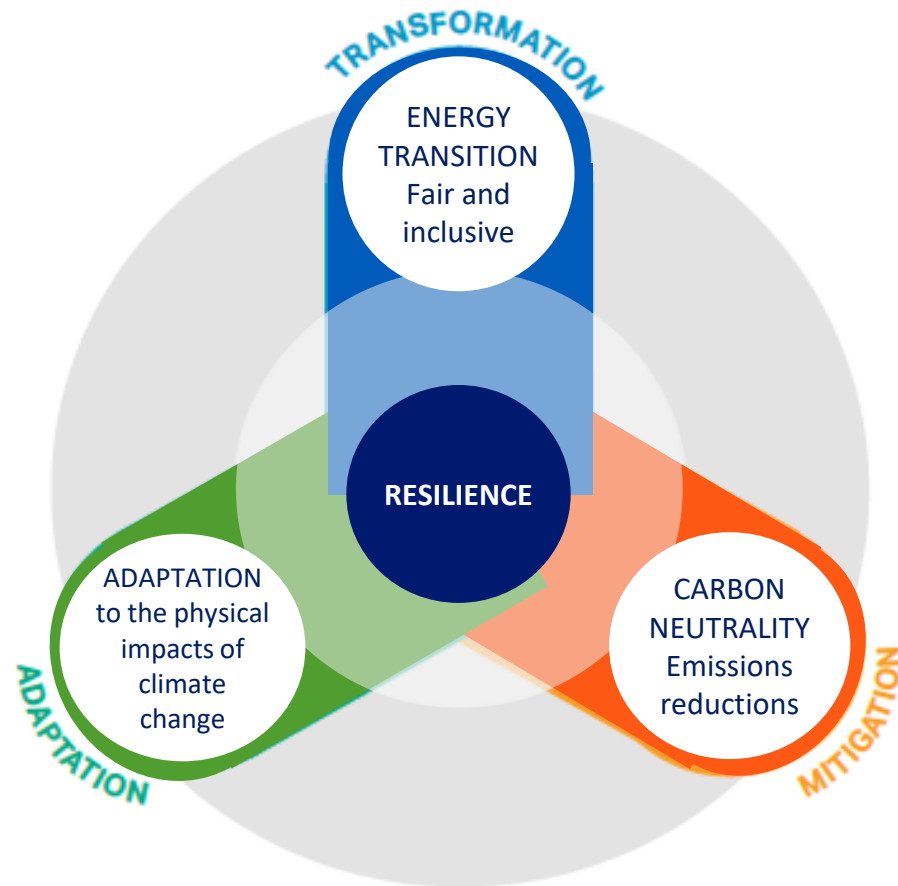 TRANSFORMATION
ENERGY
TRANSITION
Fair and
inclusive
RESILIENCE
ADAPTATION
to the physical
impacts of
climate
change
ADAPTATION
CARBON
NEUTRALITY
Emissions
reductions
MITIGATION